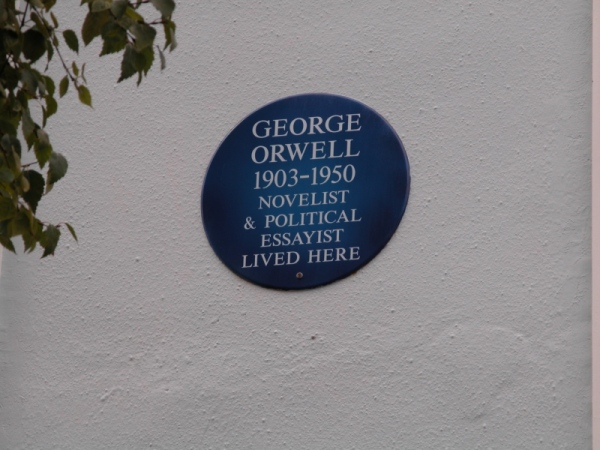 GEORGE
ORWELL
1903-1950
NOVELIST
& POLITICAL
ESSAYIST
LIVED HERE